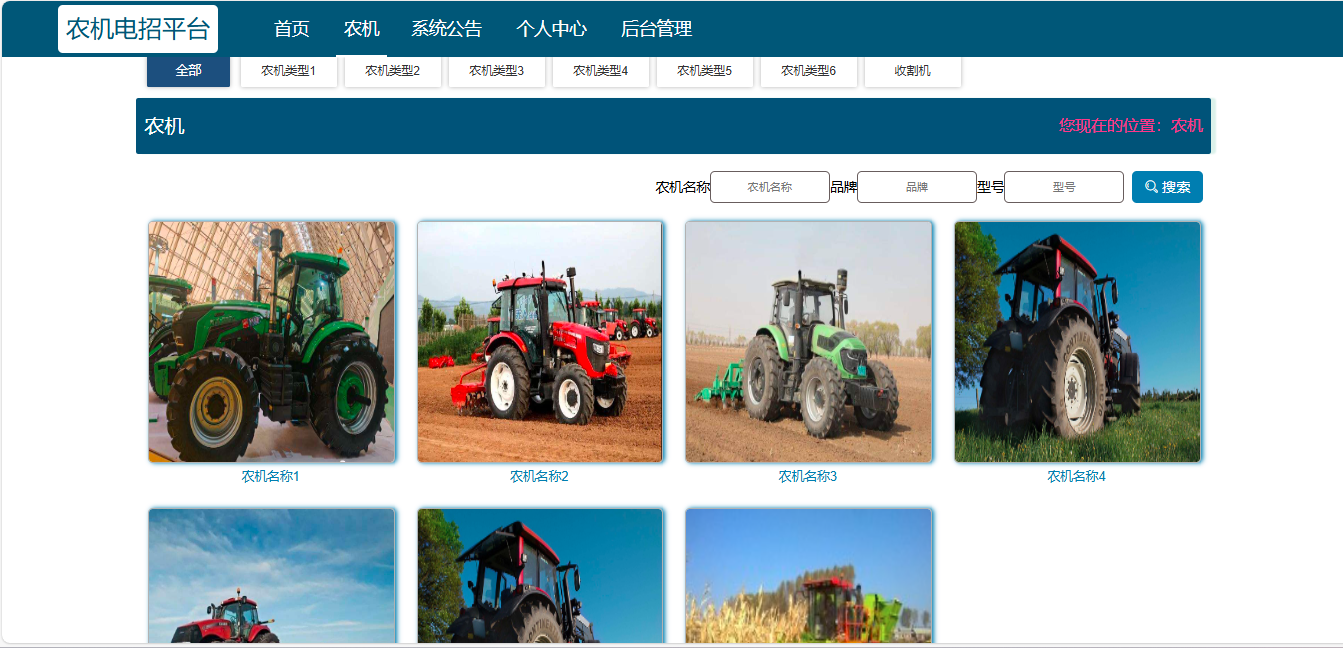 农机电招平台 首页 农机 系统公告 个人中心 后台管理
全部 农机类型1 农机类型2 农机类型3 农机类型4 农机类型5 农机类型6 收割机
农机 您现在的位置：农机
农机名称 农机名称 品牌 品牌 型号 型号 搜索
农机名称1 农机名称2 农机名称3 农机名称4